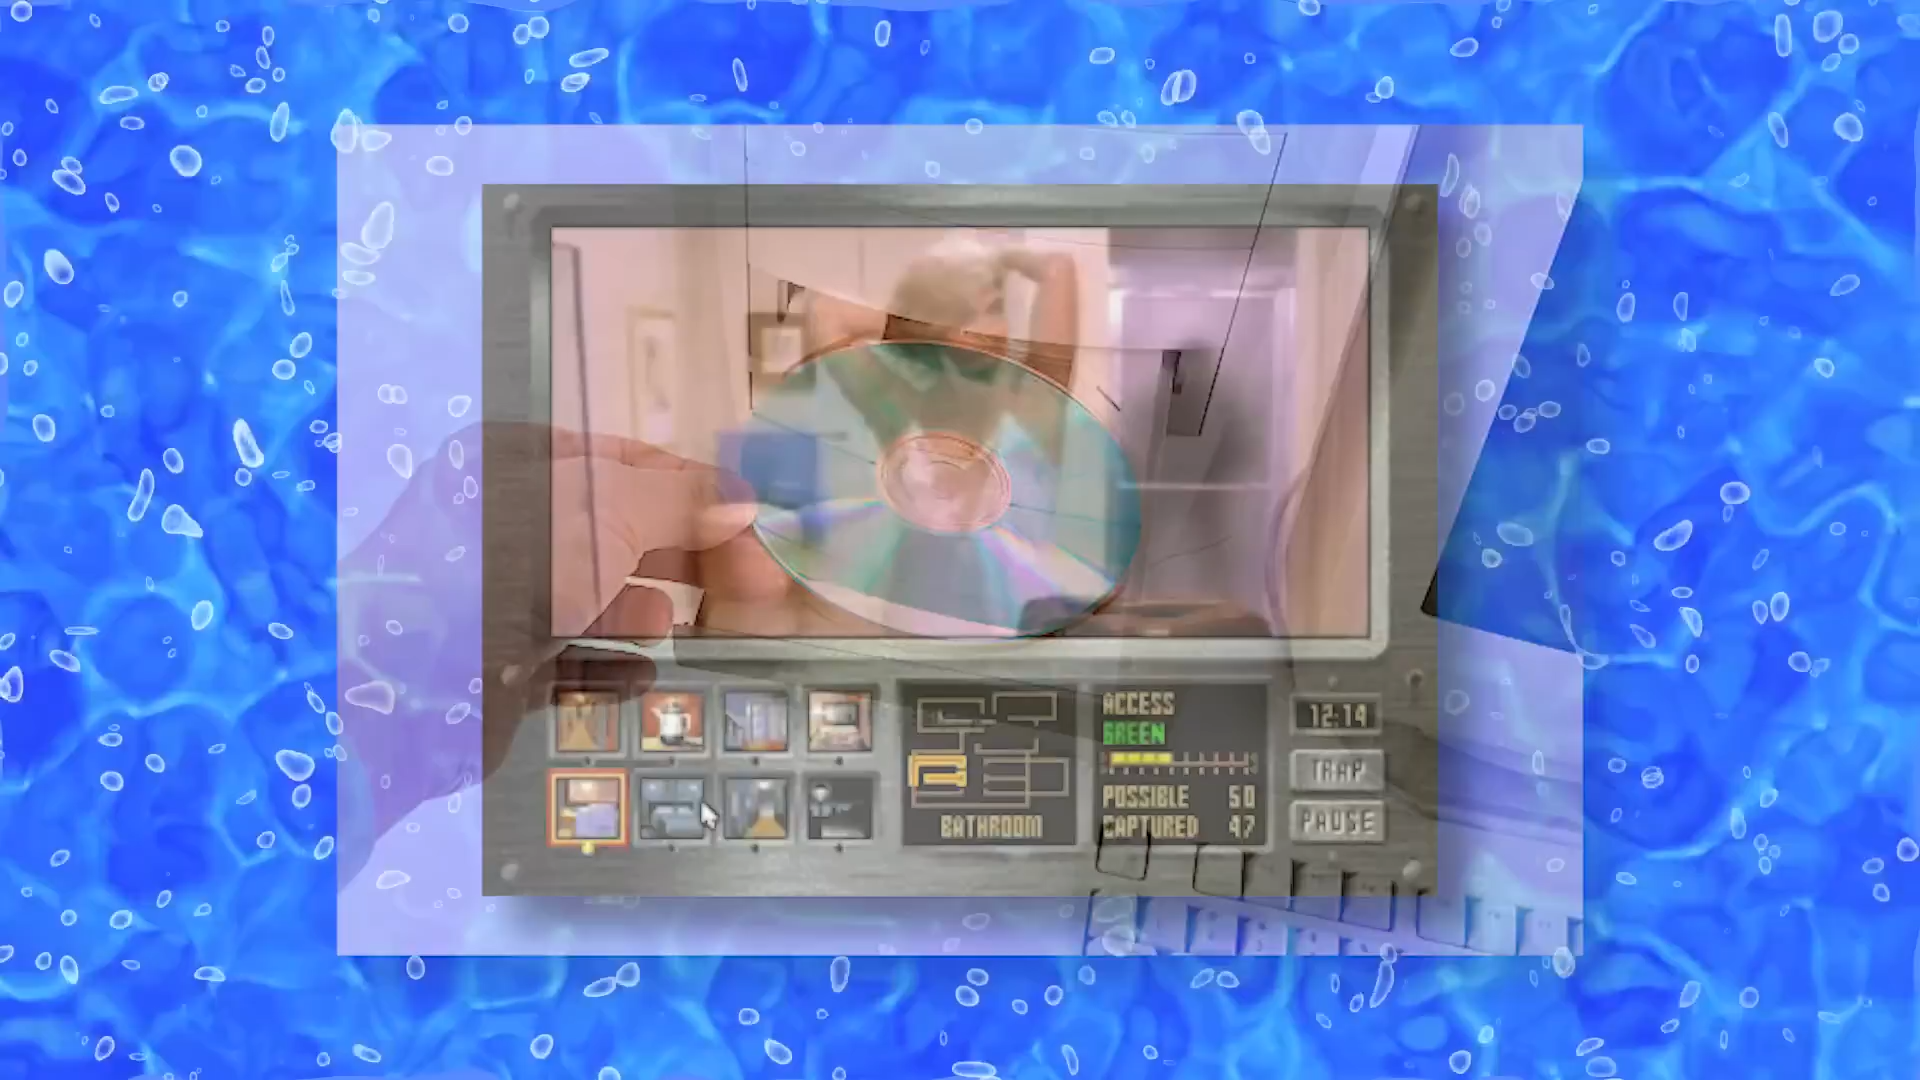 ACCESS
GREEN
POSSIBLE 50
CAPTURED 47
BATHROOM
12:14
TRAP
PAUSE